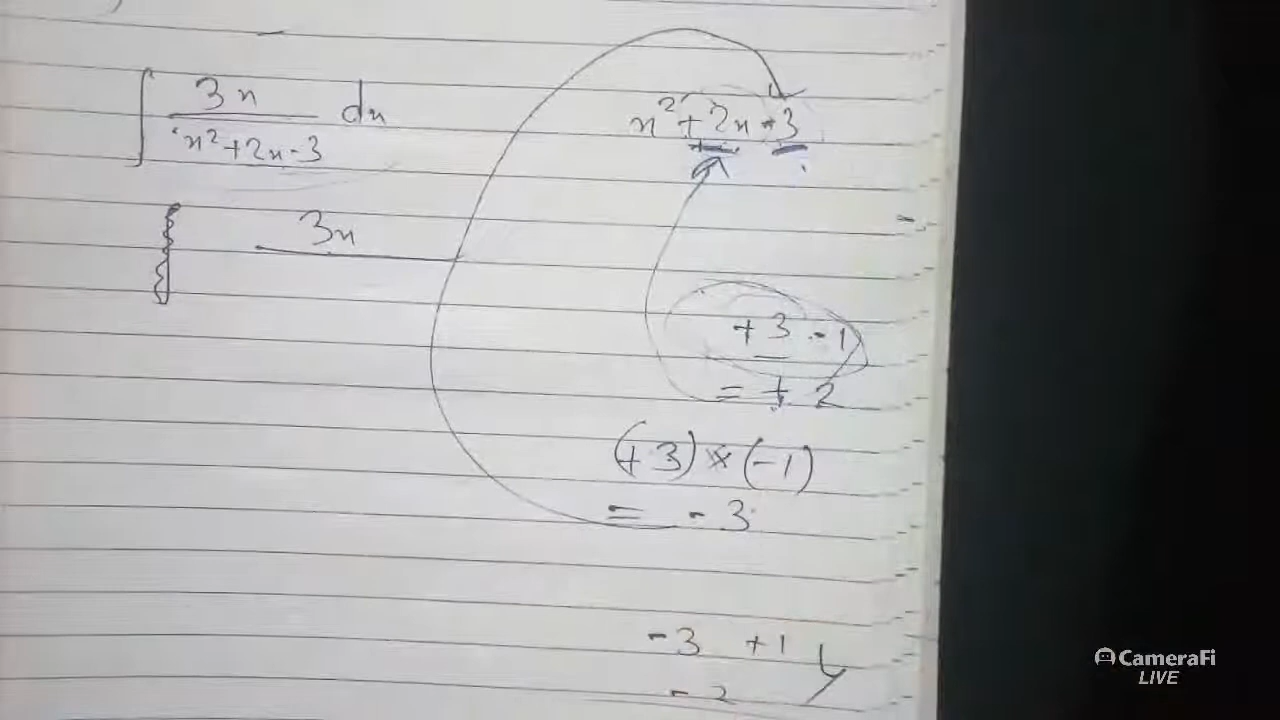 ∫ 3x / x²+2x-3 dx
3x
x²+2x-3
+3 -1
= +2
(+3) × (-1)
= -3
-3 +1
-2
CameraFi
LIVE